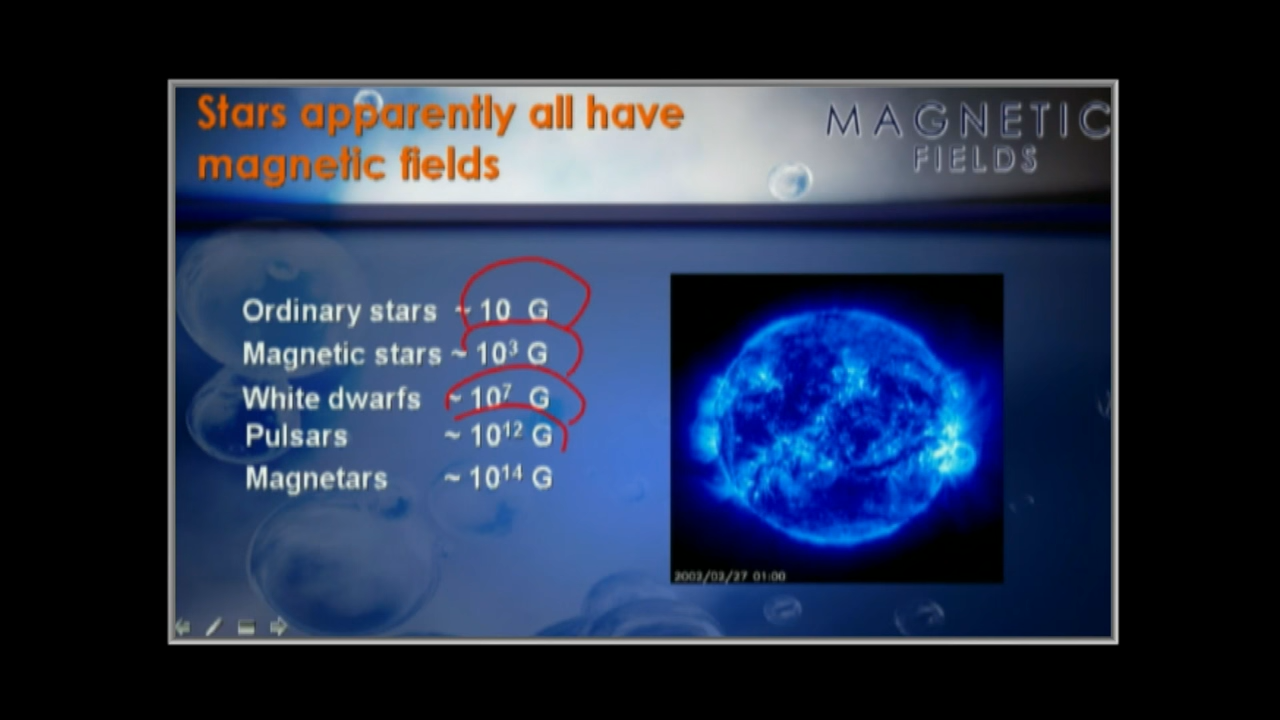 Stars apparently all have
magnetic fields
MAGNETIC
FIELDS
Ordinary stars ~ 10 G
Magnetic stars ~ 10³ G
White dwarfs ~ 10⁷ G
Pulsars ~ 10¹² G
Magnetars ~ 10¹⁴ G
2002/02/27 01:00